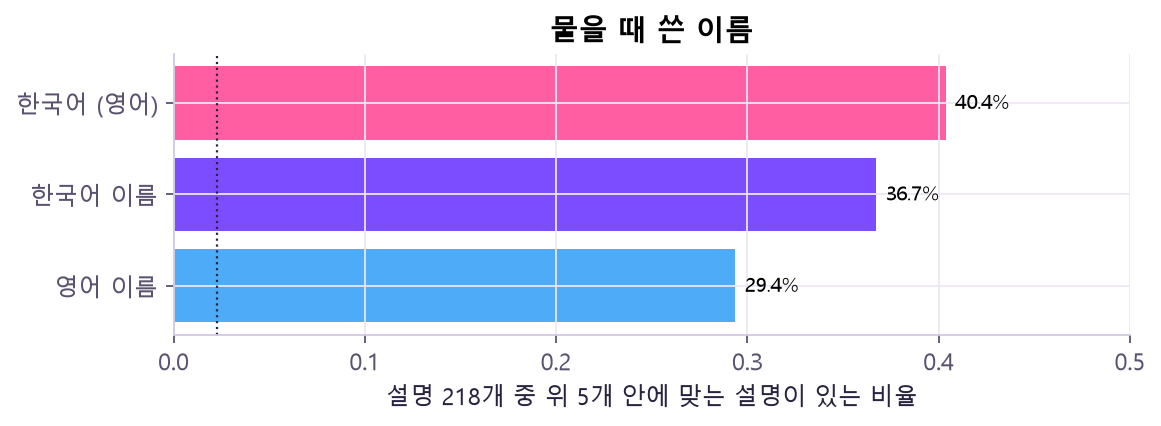 묻을 때 쓴 이름
한국어 (영어)
40.4%
한국어 이름
36.7%
영어 이름
29.4%
0.0 0.1 0.2 0.3 0.4 0.5
설명 218개 중 위 5개 안에 맞는 설명이 있는 비율